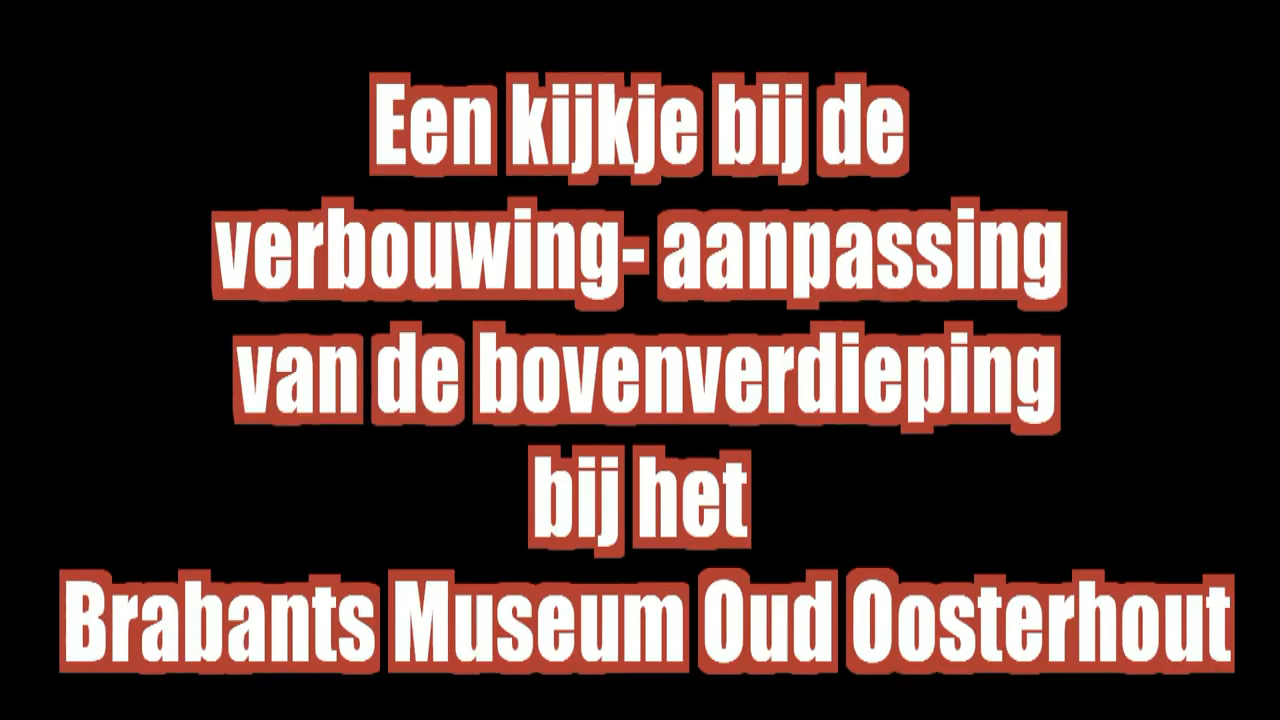 Een kijkje bij de
verbouwing- aanpassing
van de bovenverdieping
bij het
Brabants Museum Oud Oosterhout